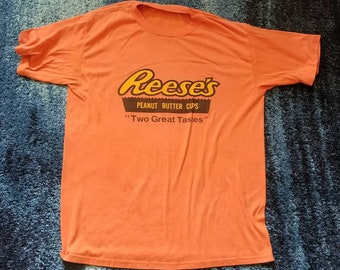 Reese's
PEANUT BUTTER CUPS
"Two Great Tastes"